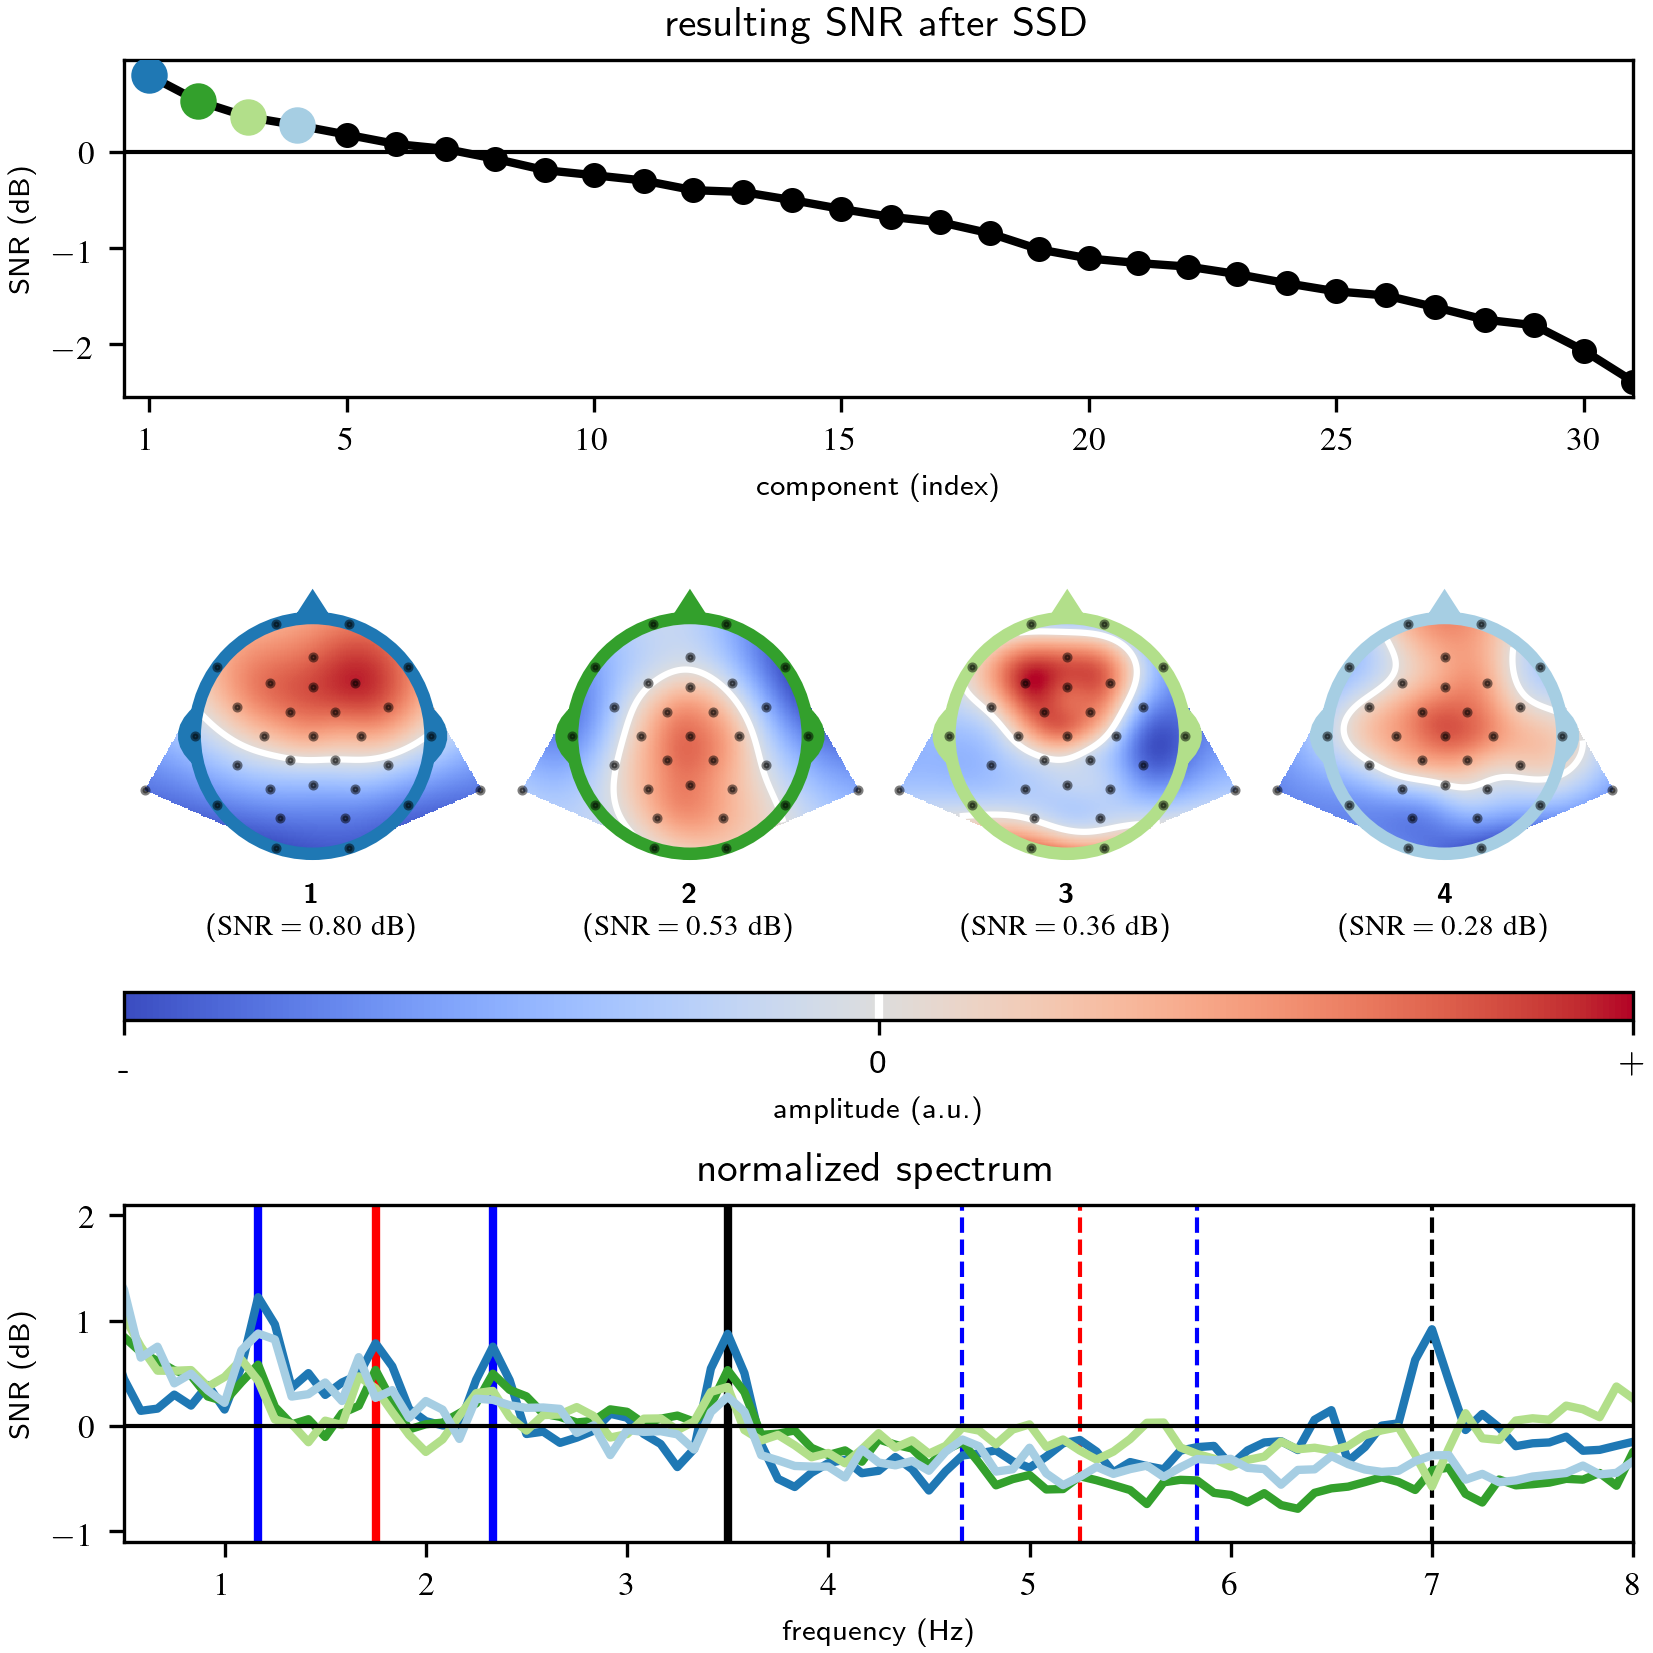 resulting SNR after SSD
SNR (dB)
0
−1
−2
1 5 10 15 20 25 30
component (index)
1 2 3 4
(SNR = 0.80 dB) (SNR = 0.53 dB) (SNR = 0.36 dB) (SNR = 0.28 dB)
- 0 +
amplitude (a.u.)
normalized spectrum
SNR (dB)
2
1
0
−1
1 2 3 4 5 6 7 8
frequency (Hz)